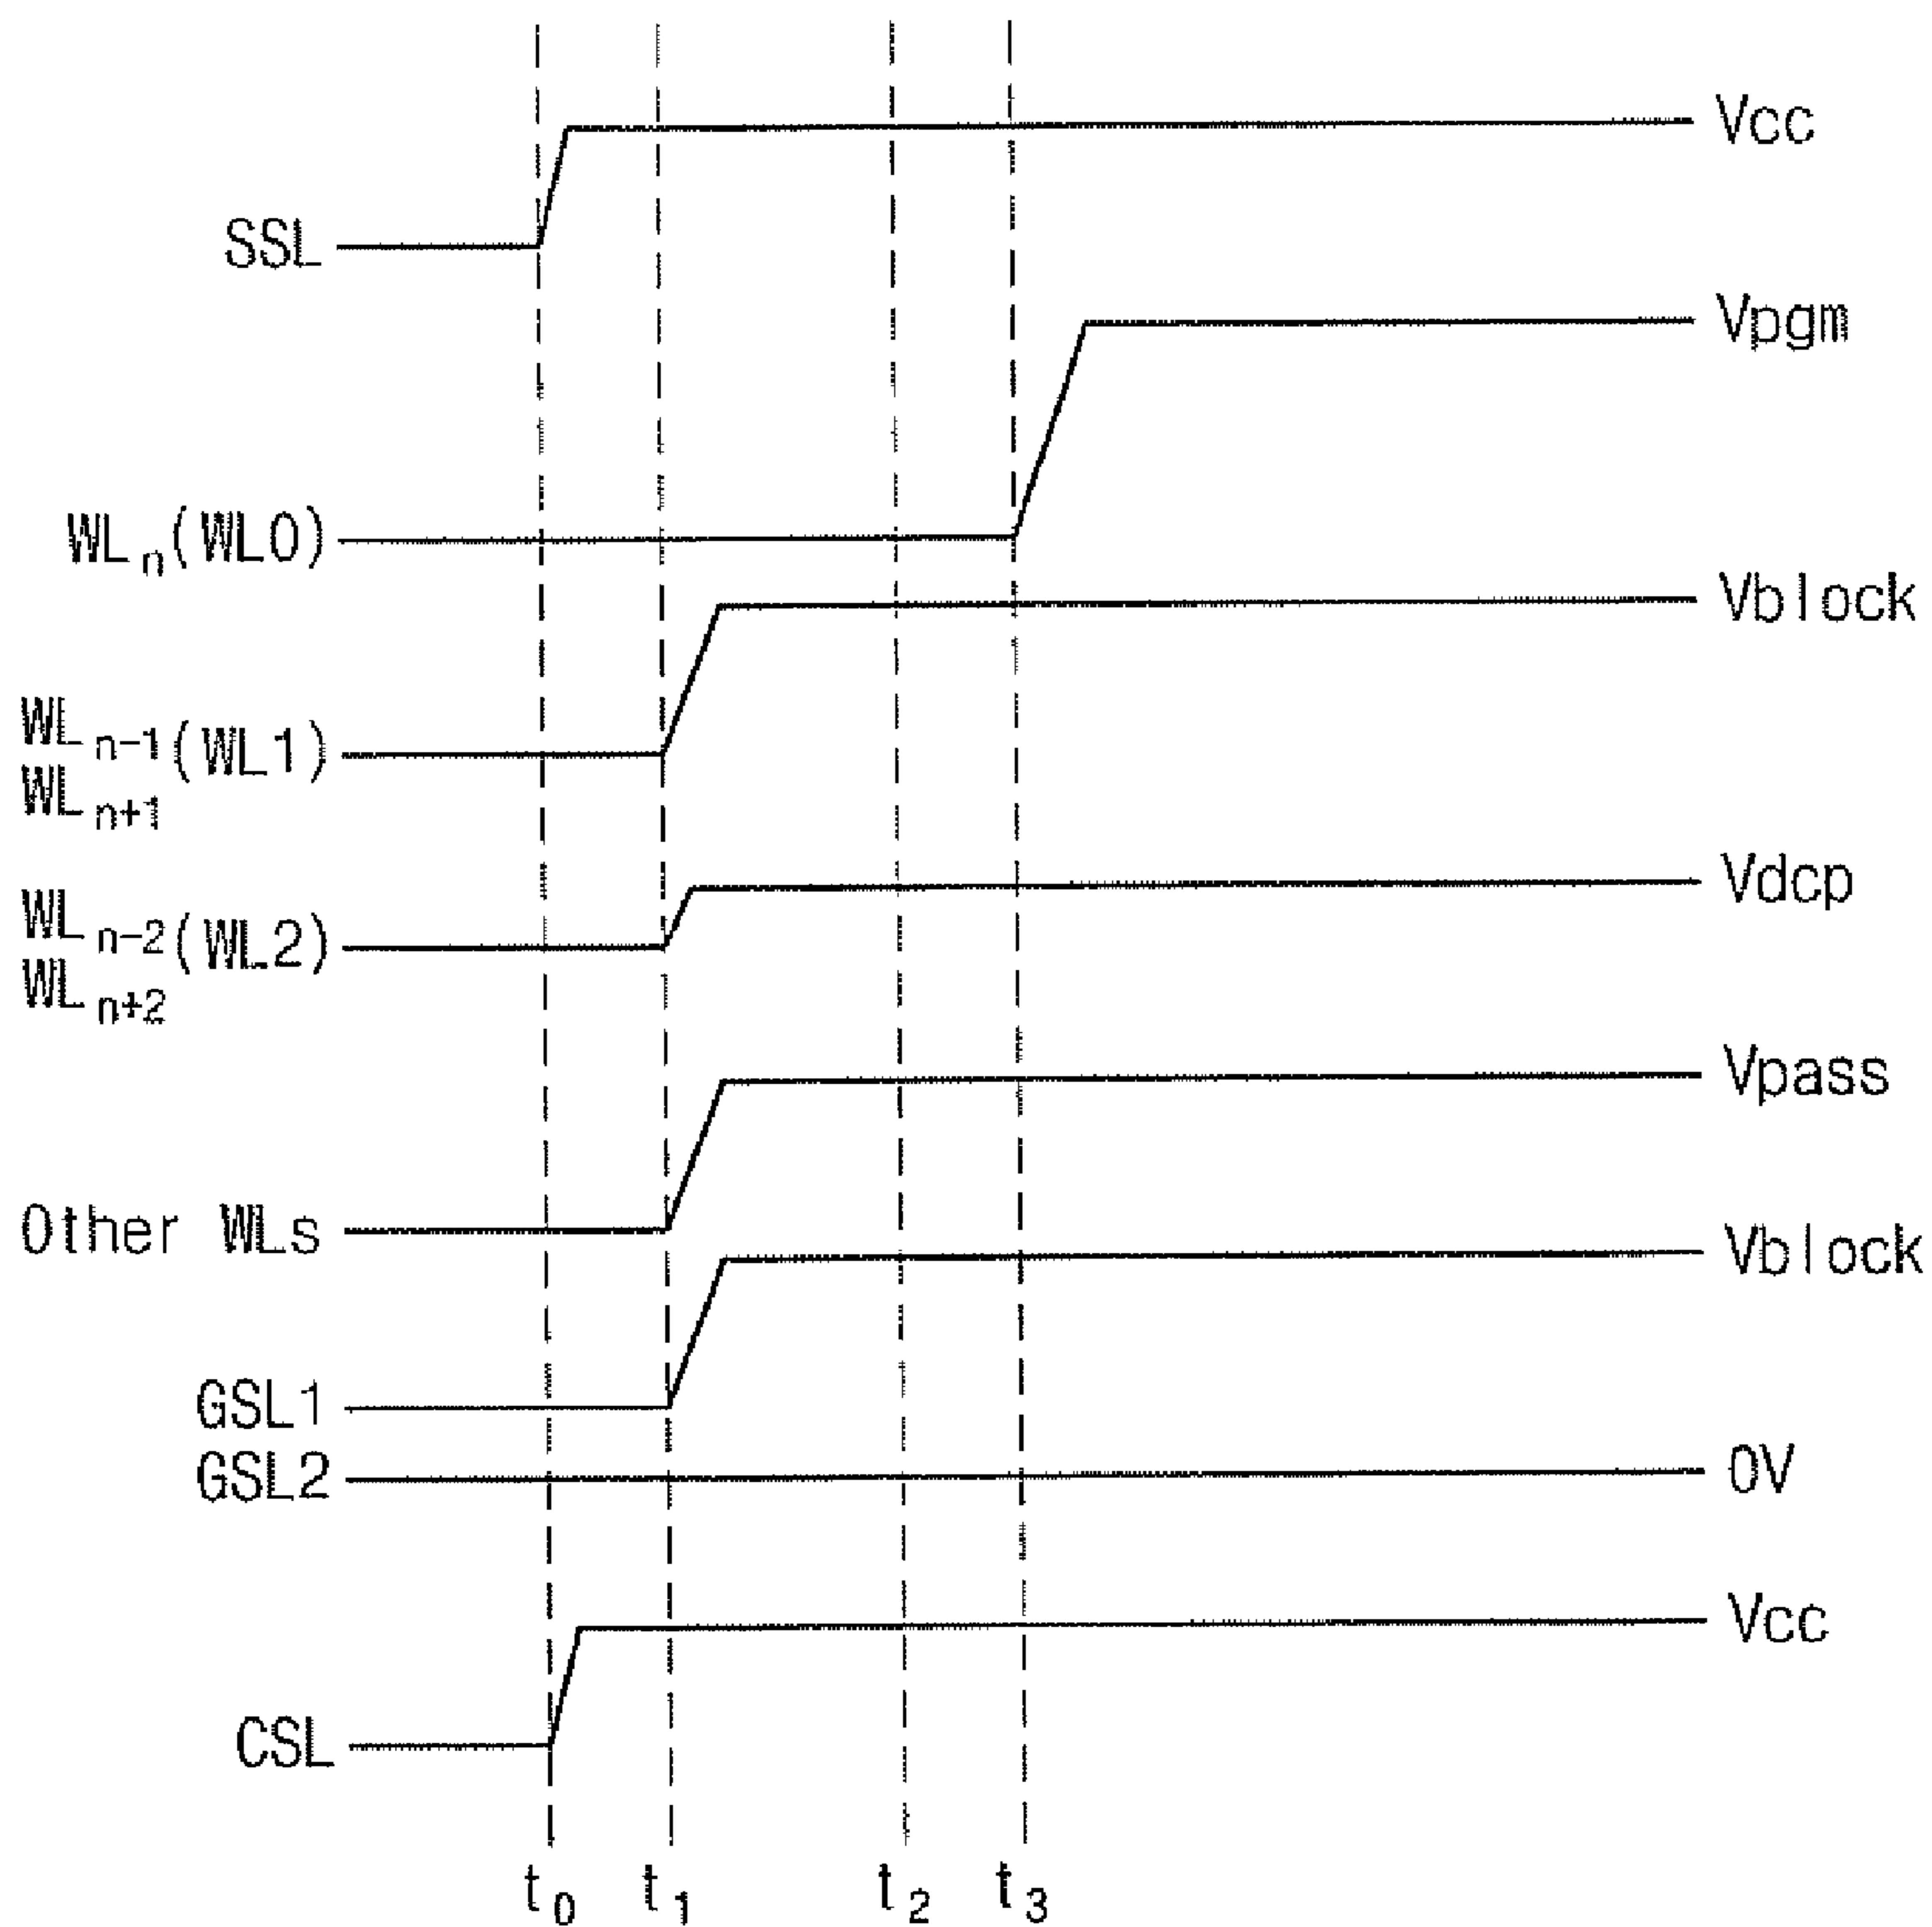 Vcc
SSL
Vpgm
WLn(WL0)
Vblock
WLn-1(WL1)
WLn+1
Vdcp
WLn-2(WL2)
WLn+2
Vpass
Other WLs
Vblock
GSL1
GSL2 0V
Vcc
CSL
t0 t1 t2 t3